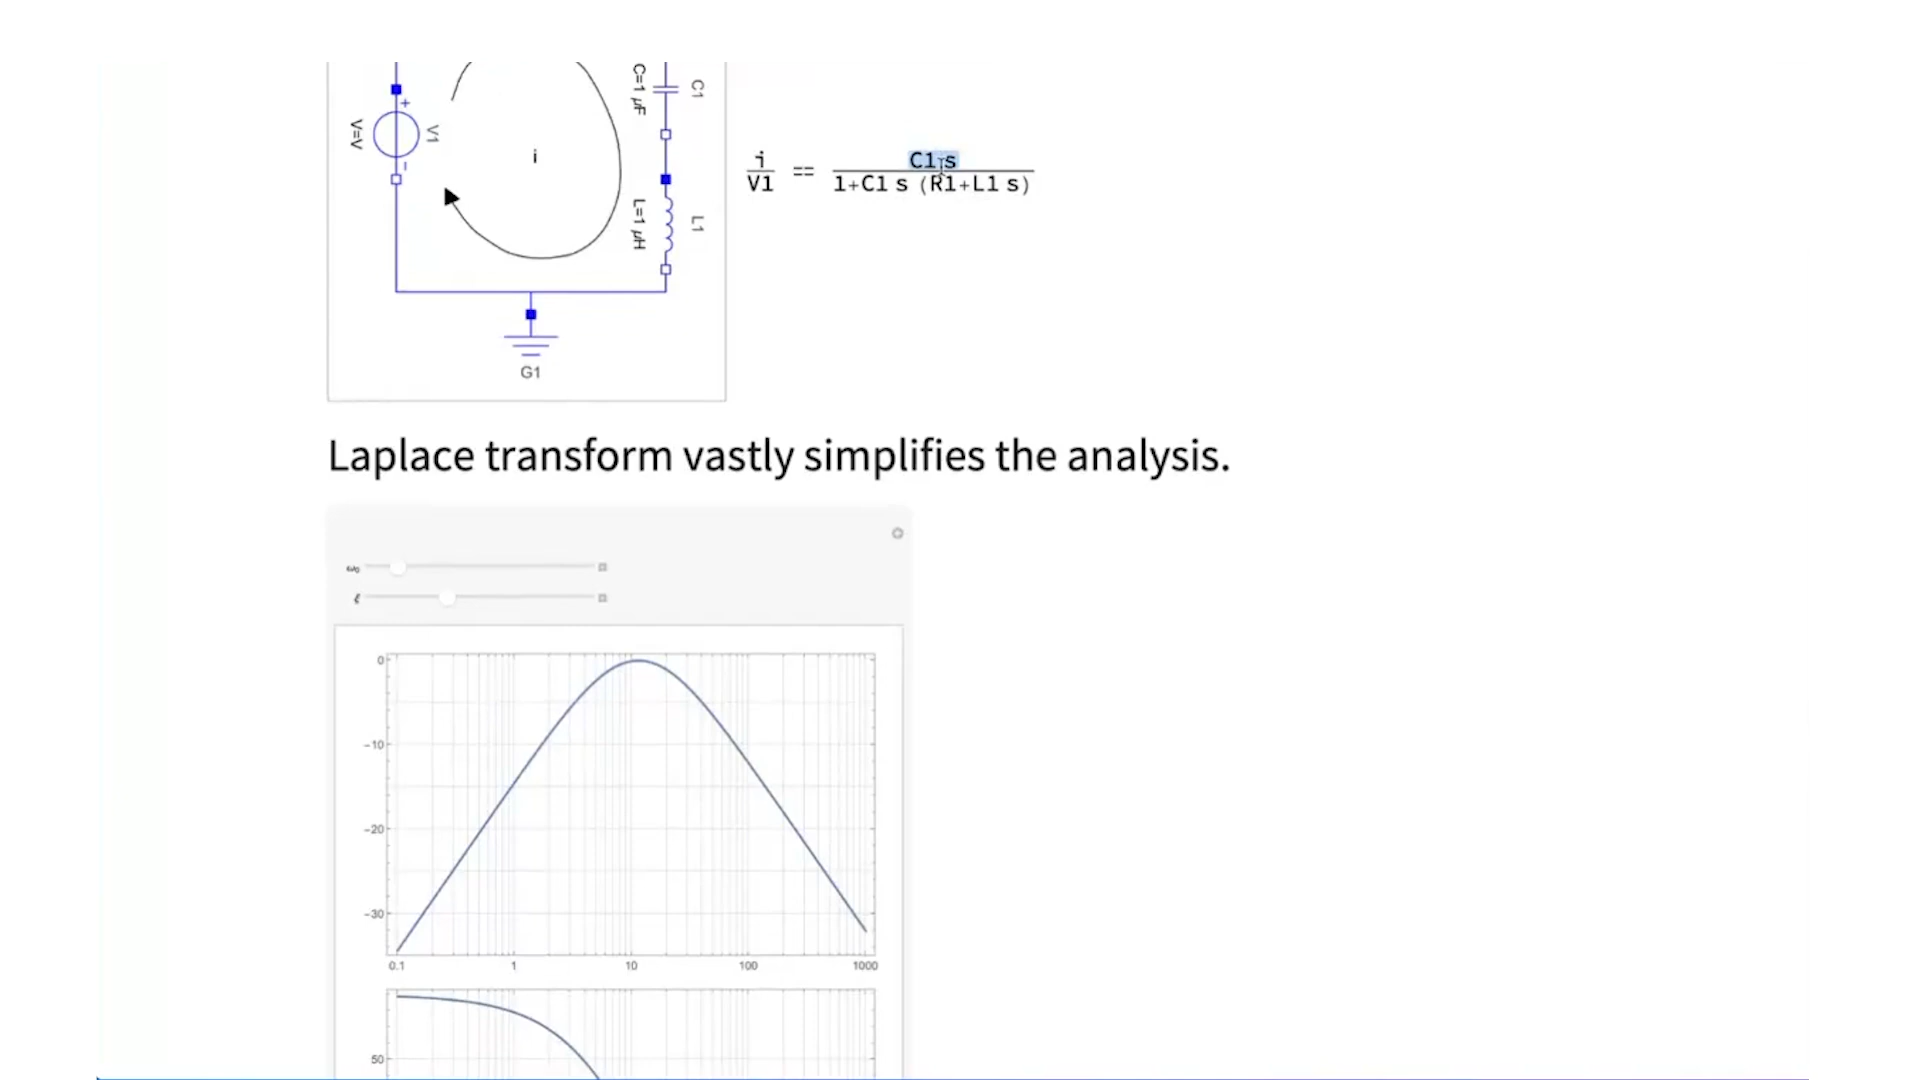 C=1 µF
C1
+
V=V
V1
-
i
L=1 µH
L1
G1
i
V1
==
C1 s
1+C1 s (R1+L1 s)
Laplace transform vastly simplifies the analysis.
ω0
ξ
0
-10
-20
-30
0.1
1
10
100
1000
50